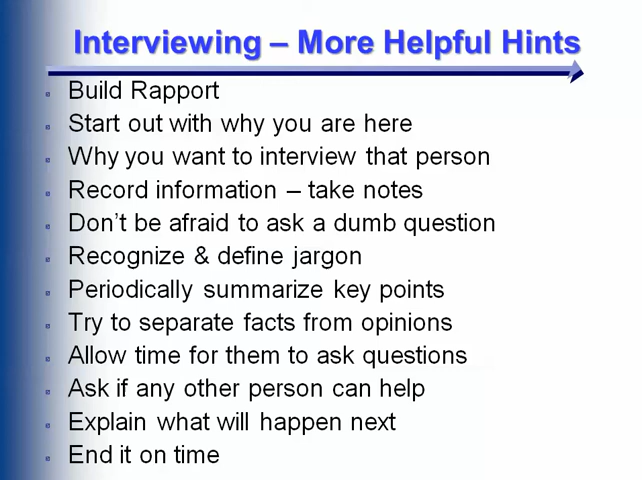 Interviewing – More Helpful Hints
Build Rapport
Start out with why you are here
Why you want to interview that person
Record information – take notes
Don't be afraid to ask a dumb question
Recognize & define jargon
Periodically summarize key points
Try to separate facts from opinions
Allow time for them to ask questions
Ask if any other person can help
Explain what will happen next
End it on time